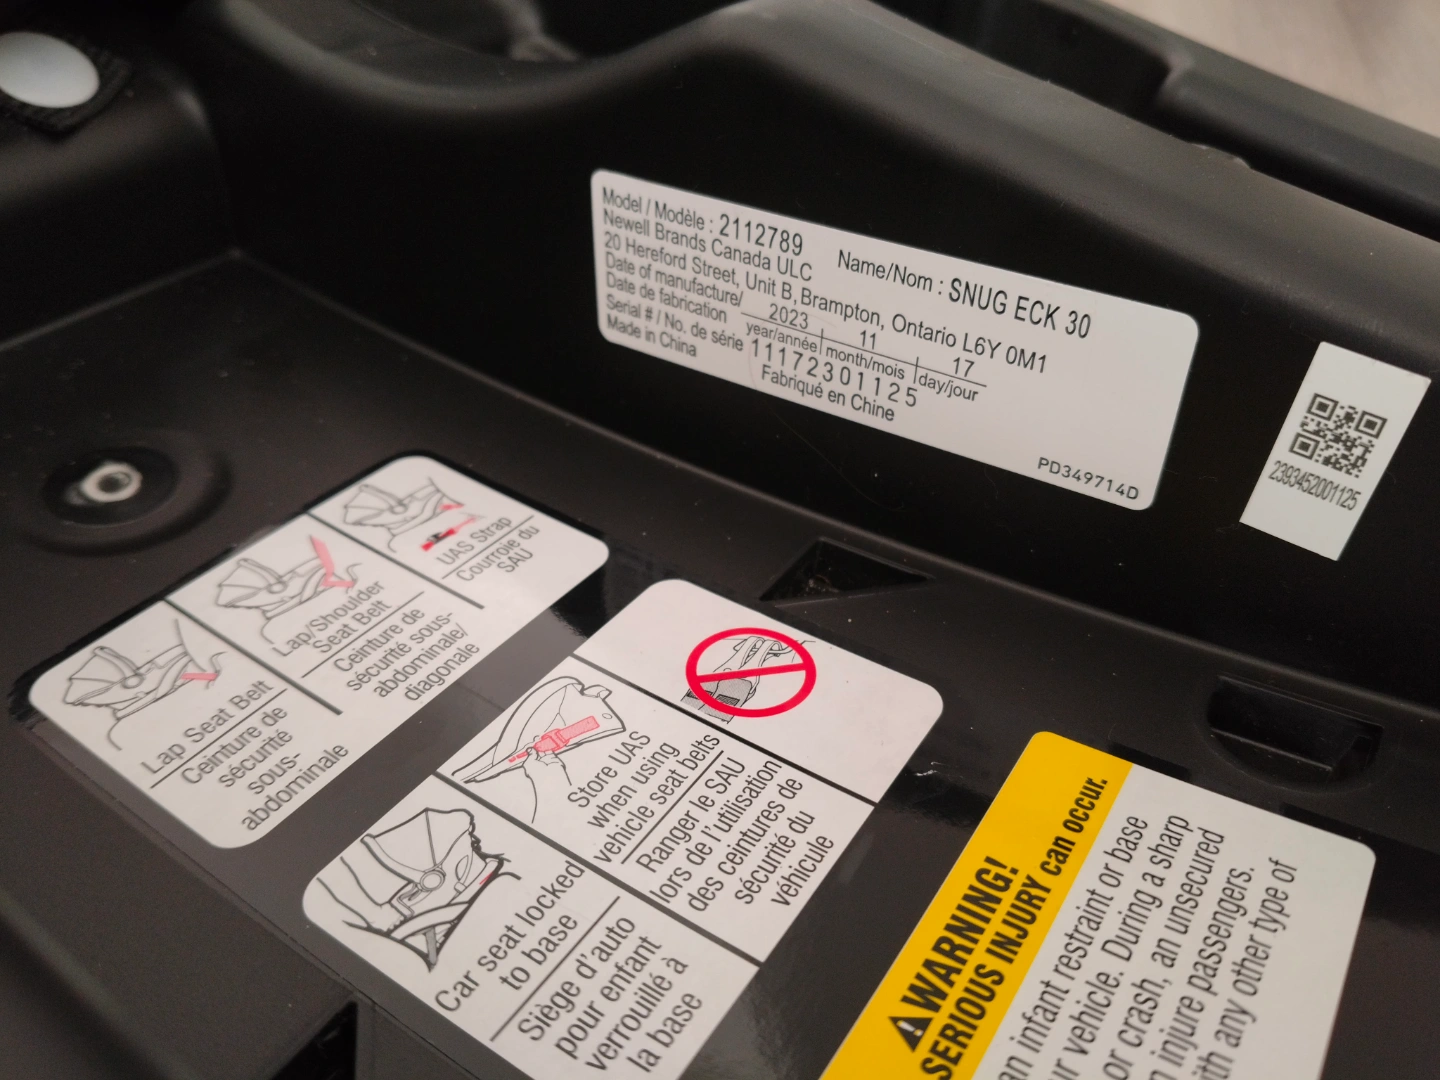 Model / Modèle : 2112789 Name/Nom : SNUG ECK 30
Newell Brands Canada ULC
20 Hereford Street, Unit B, Brampton, Ontario L6Y 0M1
Date of manufacture/ 2023 11 17
Date de fabrication year/année month/mois day/jour
Serial # / No. de série 11172301125
Made in China Fabriqué en Chine
PD349714D
2393452001125
UAS Strap
Courroie du
SAU
Lap/Shoulder
Seat Belt
Ceinture de
sécurité sous-
abdominale/
diagonale
Lap Seat Belt
Ceinture de
sécurité
sous-
abdominale
Store UAS
when using
vehicle seat belts
Ranger le SAU
lors de l'utilisation
des ceintures de
sécurité du
véhicule
Car seat locked
to base
Siège d'auto
pour enfant
verrouillé à
la base
WARNING!
SERIOUS INJURY can occur.
an infant restraint or base
ur vehicle. During a sharp
or crash, an unsecured
n injure passengers.
ith any other type of